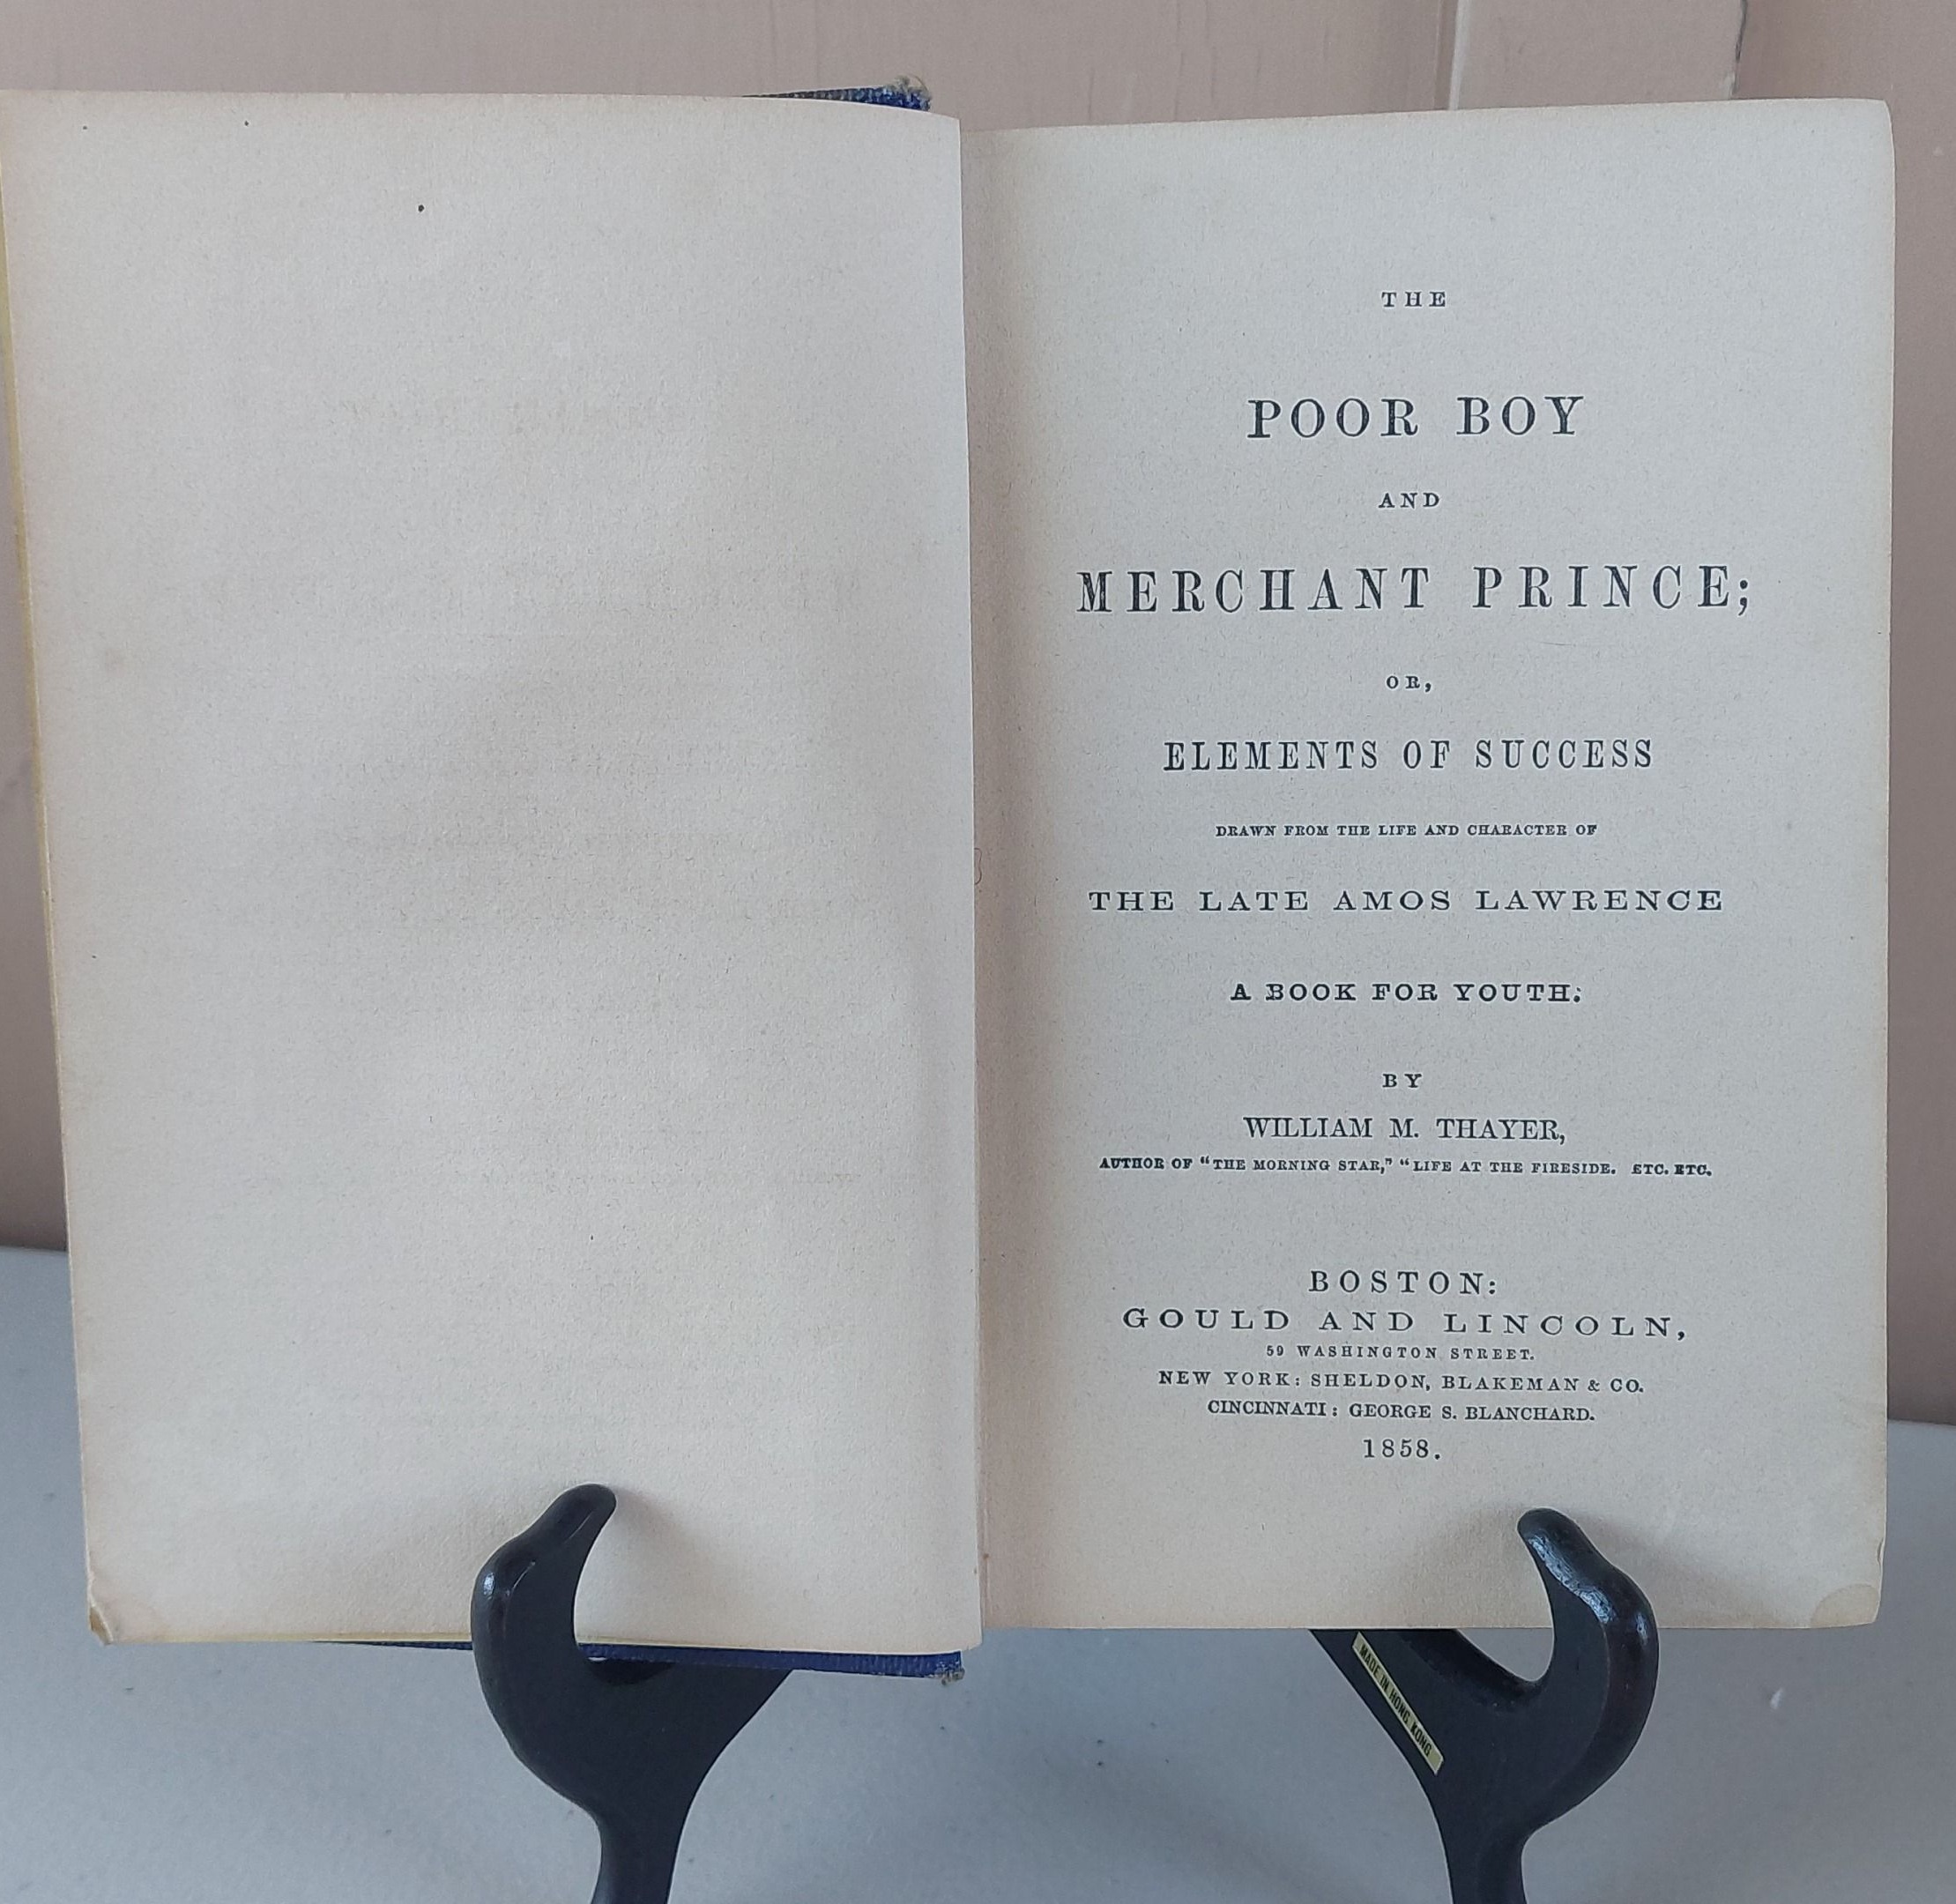 THE
POOR BOY
AND
MERCHANT PRINCE;
OR,
ELEMENTS OF SUCCESS
DRAWN FROM THE LIFE AND CHARACTER OF
THE LATE AMOS LAWRENCE
A BOOK FOR YOUTH.
BY
WILLIAM M. THAYER,
AUTHOR OF "THE MORNING STAR," "LIFE AT THE FIRESIDE. ETC. ETC.
BOSTON:
GOULD AND LINCOLN,
59 WASHINGTON STREET.
NEW YORK: SHELDON, BLAKEMAN & CO.
CINCINNATI: GEORGE S. BLANCHARD.
1858.
MADE IN HONG KONG